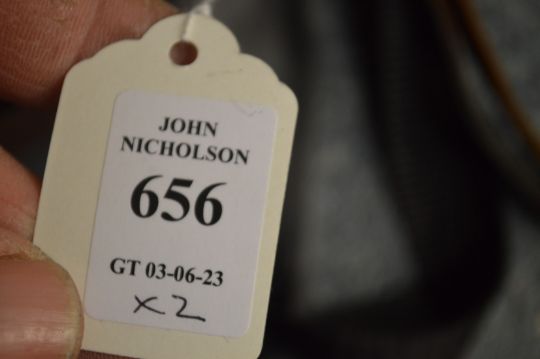 JOHN
NICHOLSON
656
GT 03-06-23
x2